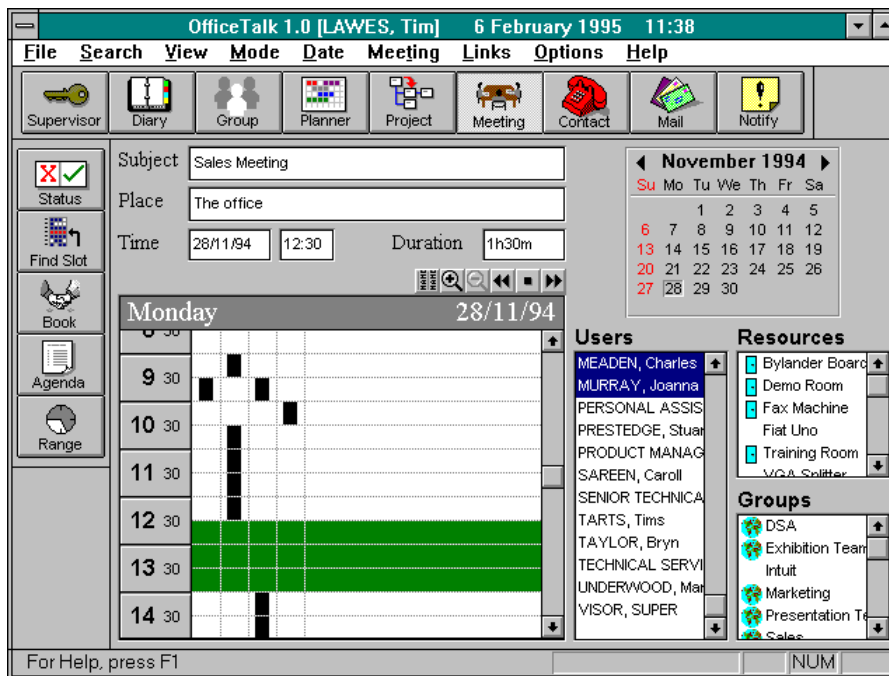 OfficeTalk 1.0 [LAWES, Tim] 6 February 1995 11:38
File Search View Mode Date Meeting Links Options Help
Supervisor Diary Group Planner Project Meeting Contact Mail Notify
Status
Find Slot
Book
Agenda
Range
Subject Sales Meeting
Place The office
Time 28/11/94 12:30 Duration 1h30m
Monday 28/11/94
8 30
9 30
10 30
11 30
12 30
13 30
14 30
November 1994
Su Mo Tu We Th Fr Sa
1 2 3 4 5
6 7 8 9 10 11 12
13 14 15 16 17 18 19
20 21 22 23 24 25 26
27 28 29 30
Users
MEADEN, Charles
MURRAY, Joanna
PERSONAL ASSIS
PRESTEDGE, Stuar
PRODUCT MANAG
SAREEN, Caroll
SENIOR TECHNICA
TARTS, Tims
TAYLOR, Bryn
TECHNICAL SERVI
UNDERWOOD, Mar
VISOR, SUPER
Resources
Bylander Board
Demo Room
Fax Machine
Fiat Uno
Training Room
VGA Splitter
Groups
DSA
Exhibition Team
Intuit
Marketing
Presentation Te
Sales
For Help, press F1
NUM